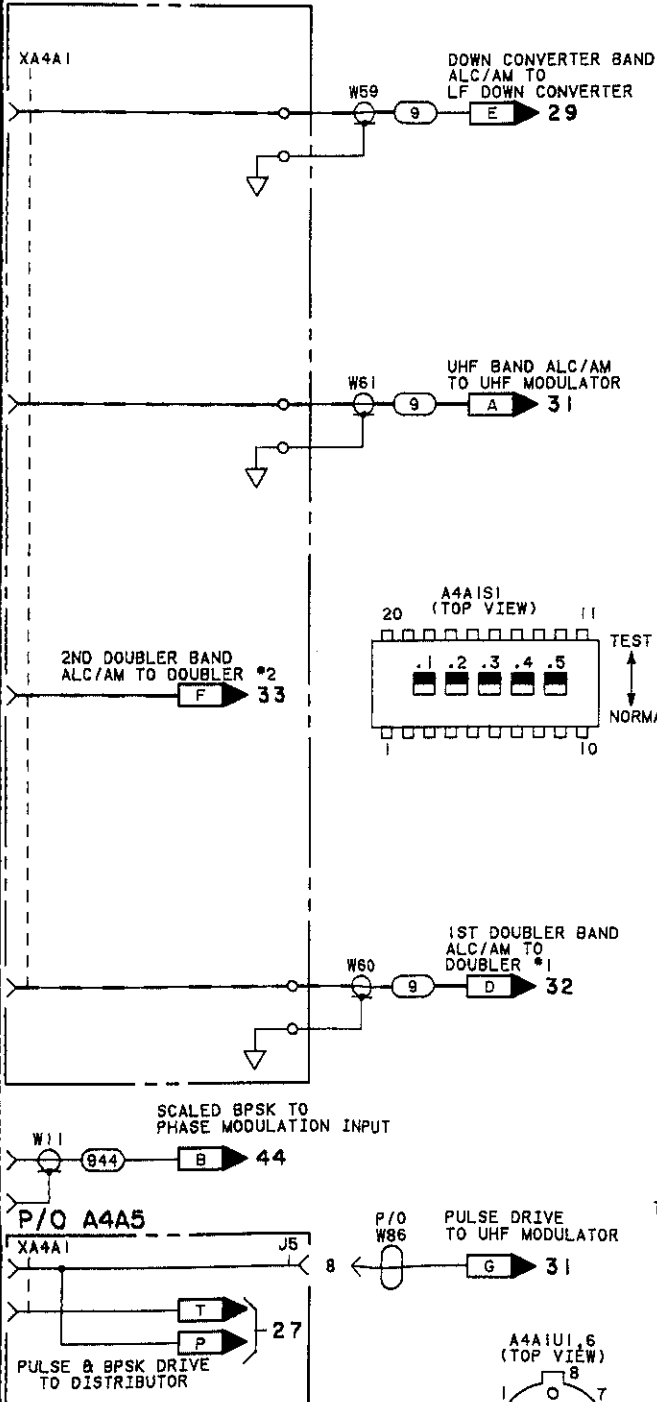 XA4A1
DOWN CONVERTER BAND
ALC/AM TO
LF DOWN CONVERTER
W59
9
E
29
UHF BAND ALC/AM
TO UHF MODULATOR
W61
9
A
31
A4A1S1
(TOP VIEW)
20
11
TEST
.1 .2 .3 .4 .5
2ND DOUBLER BAND
ALC/AM TO DOUBLER #2
F
33
NORMA
1
10
1ST DOUBLER BAND
ALC/AM TO
DOUBLER #1
W60
9
D
32
SCALED BPSK TO
PHASE MODULATION INPUT
W11
944
B
44
P/O A4A5
XA4A1
J5
8
P/O
W86
PULSE DRIVE
TO UHF MODULATOR
G
31
T
P
27
PULSE & BPSK DRIVE
TO DISTRIBUTOR
A4A1U1,6
(TOP VIEW)
8
1
7
T